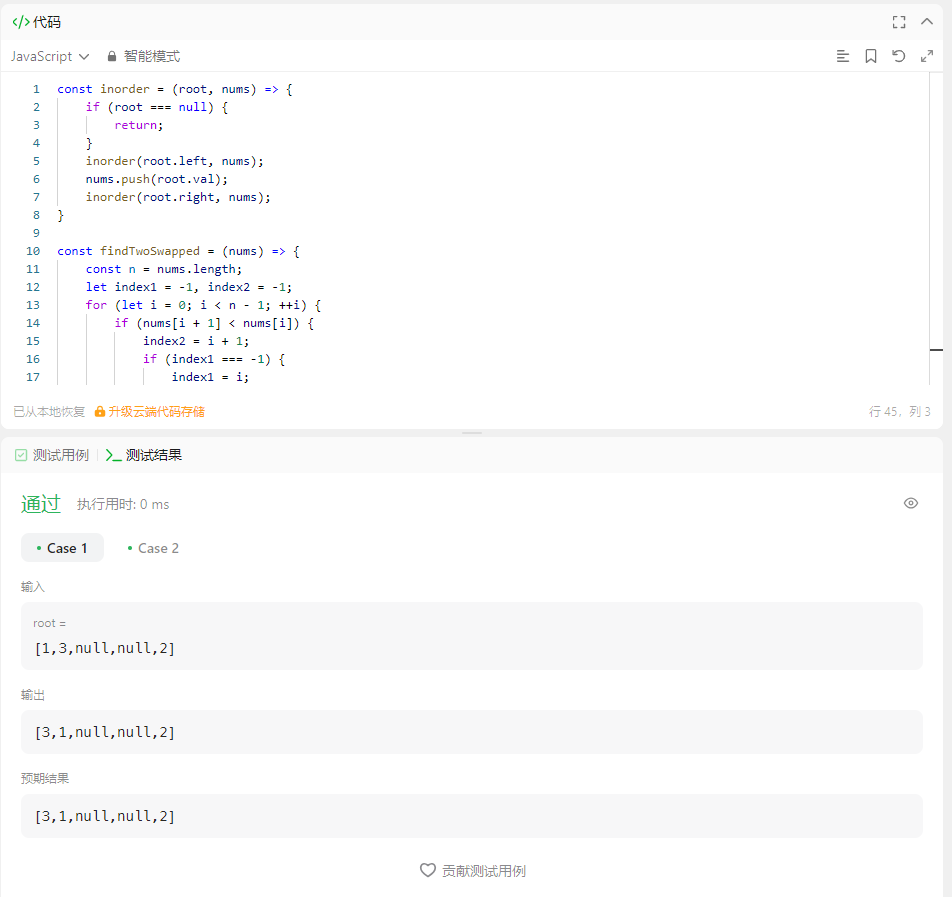 </> 代码
JavaScript 智能模式
1 const inorder = (root, nums) => {
2     if (root === null) {
3         return;
4     }
5     inorder(root.left, nums);
6     nums.push(root.val);
7     inorder(root.right, nums);
8 }
9
10 const findTwoSwapped = (nums) => {
11     const n = nums.length;
12     let index1 = -1, index2 = -1;
13     for (let i = 0; i < n - 1; ++i) {
14         if (nums[i + 1] < nums[i]) {
15             index2 = i + 1;
16             if (index1 === -1) {
17                 index1 = i;
已从本地恢复 升级云端代码存储 行 45, 列 3
测试用例 >_ 测试结果
通过 执行用时: 0 ms
• Case 1 • Case 2
输入
root =
[1,3,null,null,2]
输出
[3,1,null,null,2]
预期结果
[3,1,null,null,2]
贡献测试用例